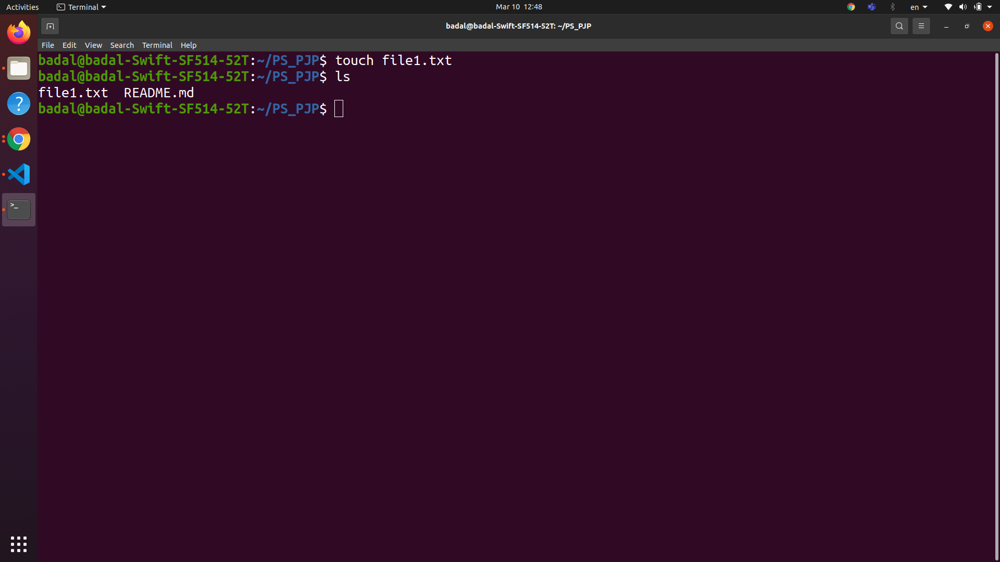 Activities Terminal Mar 10 12:48 en
badal@badal-Swift-SF514-52T: ~/PS_PJP
File Edit View Search Terminal Help
badal@badal-Swift-SF514-52T:~/PS_PJP$ touch file1.txt
badal@badal-Swift-SF514-52T:~/PS_PJP$ ls
file1.txt  README.md
badal@badal-Swift-SF514-52T:~/PS_PJP$